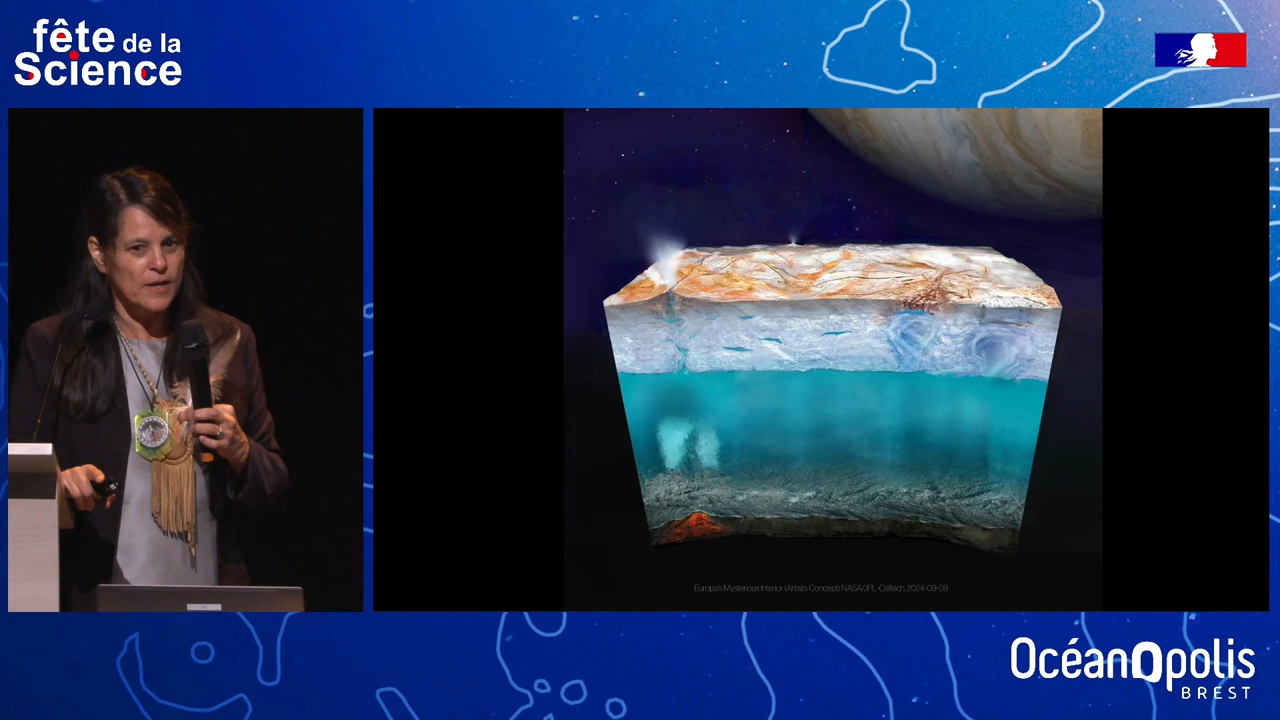 fête de la
Science
Europa's Mysterious Interior (Artist's Concept) NASA/JPL-Caltech, 2024-09-09
OcéanOpolis
BREST